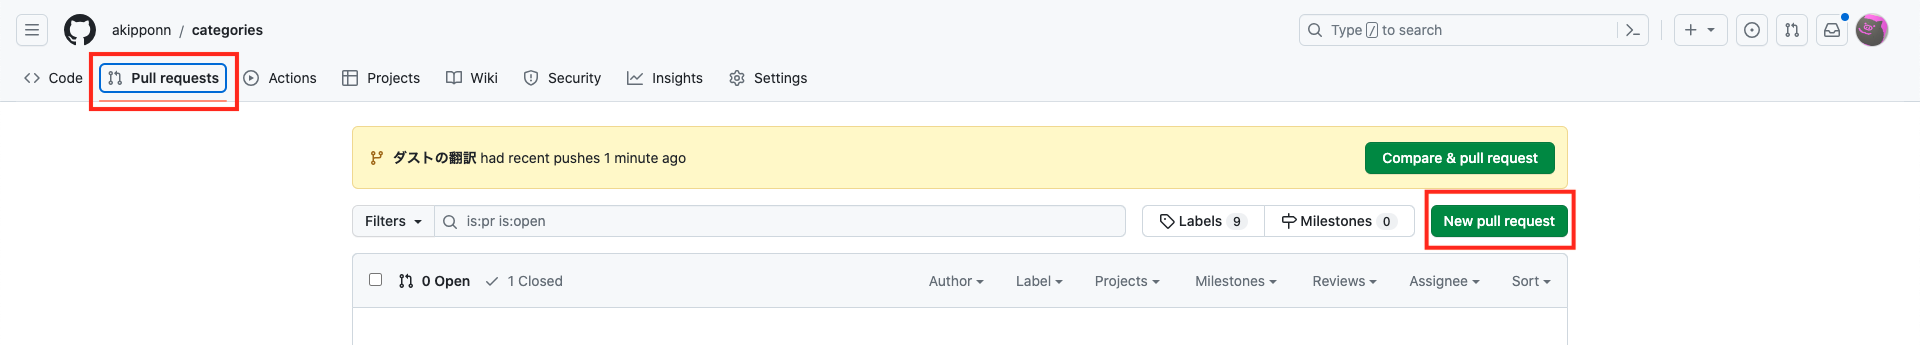 akipponn / categories
Type / to search
Code Pull requests Actions Projects Wiki Security Insights Settings
ダストの翻訳 had recent pushes 1 minute ago
Compare & pull request
Filters is:pr is:open
Labels 9 Milestones 0
New pull request
0 Open 1 Closed Author Label Projects Milestones Reviews Assignee Sort